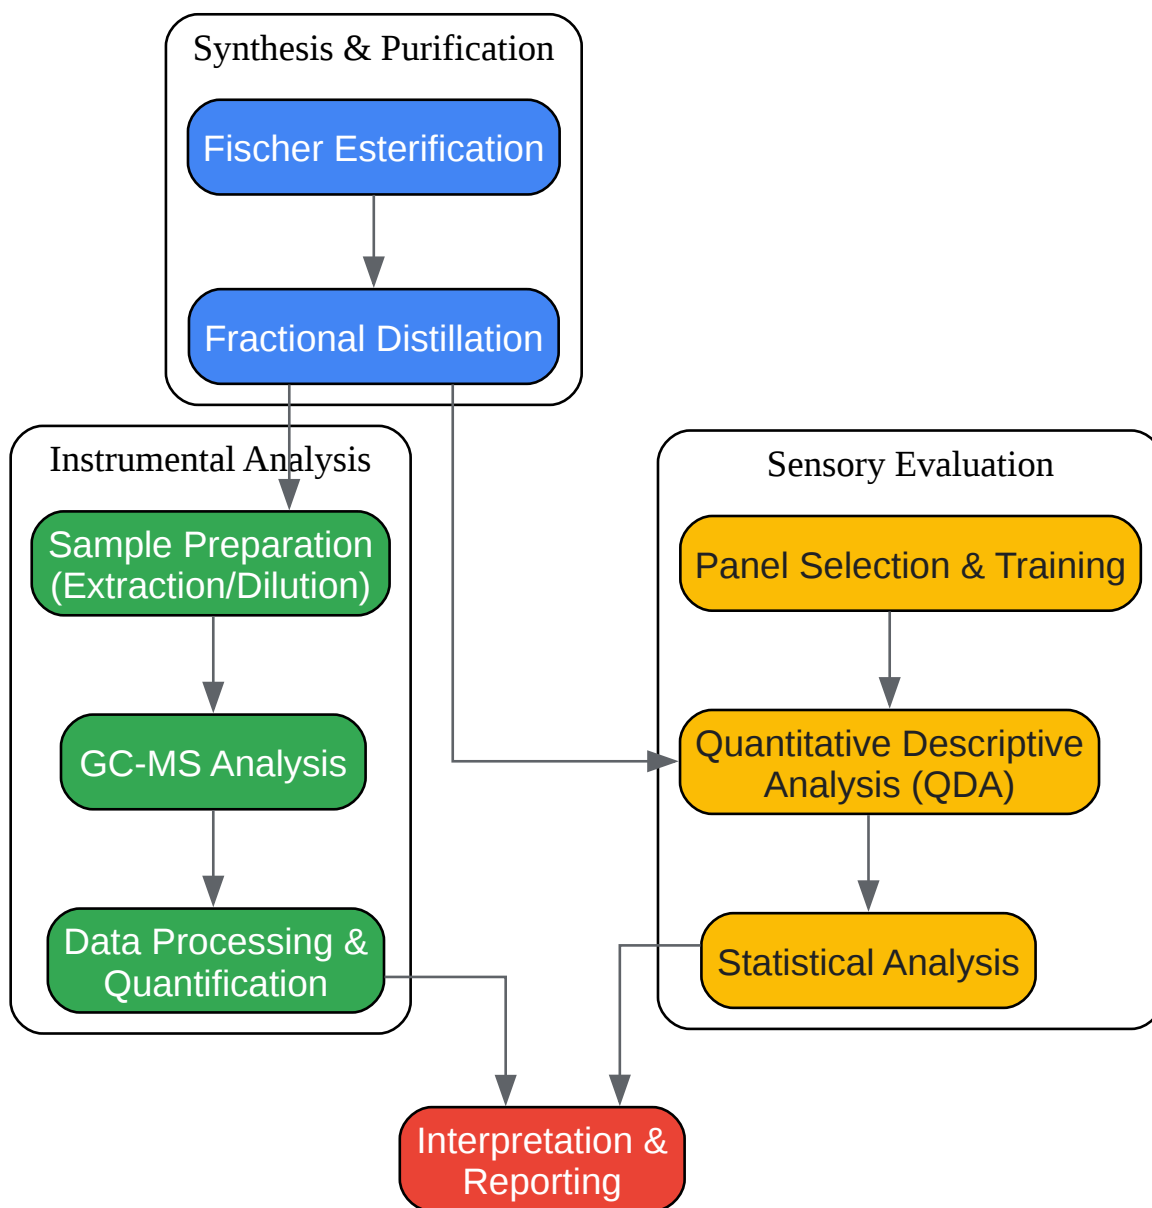 Synthesis & Purification
Fischer Esterification
Fractional Distillation
Instrumental Analysis
Sample Preparation
(Extraction/Dilution)
GC-MS Analysis
Data Processing &
Quantification
Sensory Evaluation
Panel Selection & Training
Quantitative Descriptive
Analysis (QDA)
Statistical Analysis
Interpretation &
Reporting